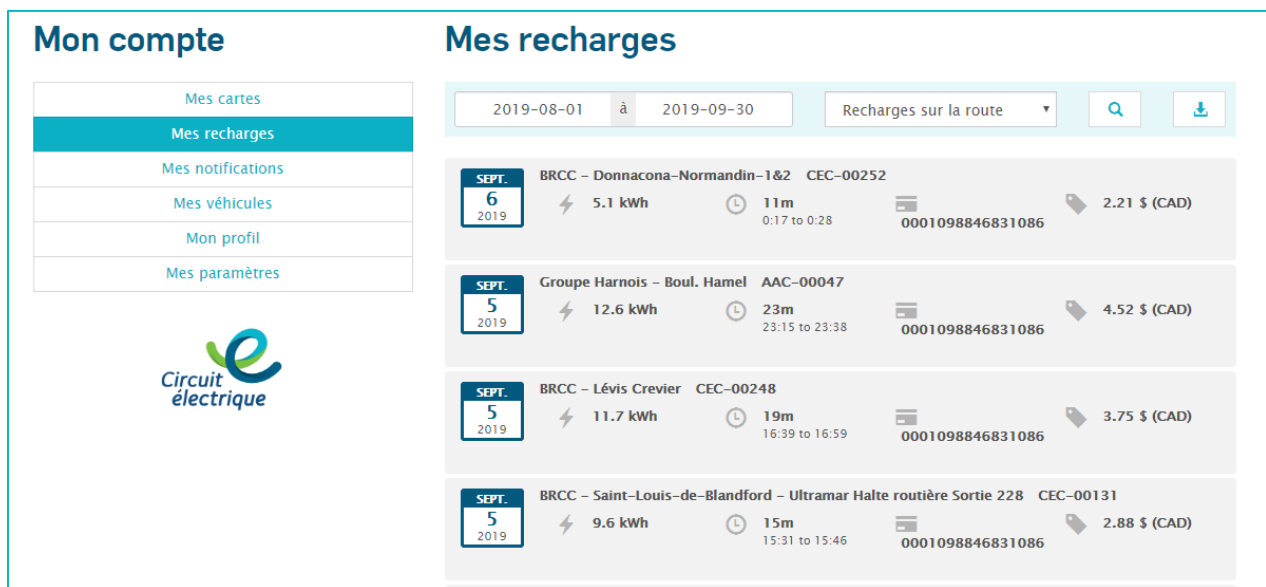 Mon compte
Mes cartes
Mes recharges
Mes notifications
Mes véhicules
Mon profil
Mes paramètres
Circuit
électrique
Mes recharges
2019-08-01 à 2019-09-30 Recharges sur la route
SEPT.
6
2019
BRCC - Donnacona-Normandin-1&2 CEC-00252
5.1 kWh 11m 2.21 $ (CAD)
0:17 to 0:28
0001098846831086
SEPT.
5
2019
Groupe Harnois - Boul. Hamel AAC-00047
12.6 kWh 23m 4.52 $ (CAD)
23:15 to 23:38
0001098846831086
SEPT.
5
2019
BRCC - Lévis Crevier CEC-00248
11.7 kWh 19m 3.75 $ (CAD)
16:39 to 16:59
0001098846831086
SEPT.
5
2019
BRCC - Saint-Louis-de-Blandford - Ultramar Halte routière Sortie 228 CEC-00131
9.6 kWh 15m 2.88 $ (CAD)
15:31 to 15:46
0001098846831086